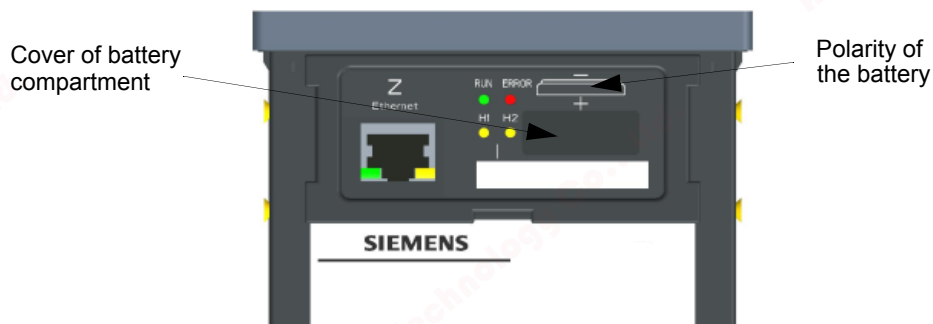 Cover of battery
compartment
Polarity of
the battery
Z
Ethernet
RUN ERROR
−
+
H1 H2
SIEMENS